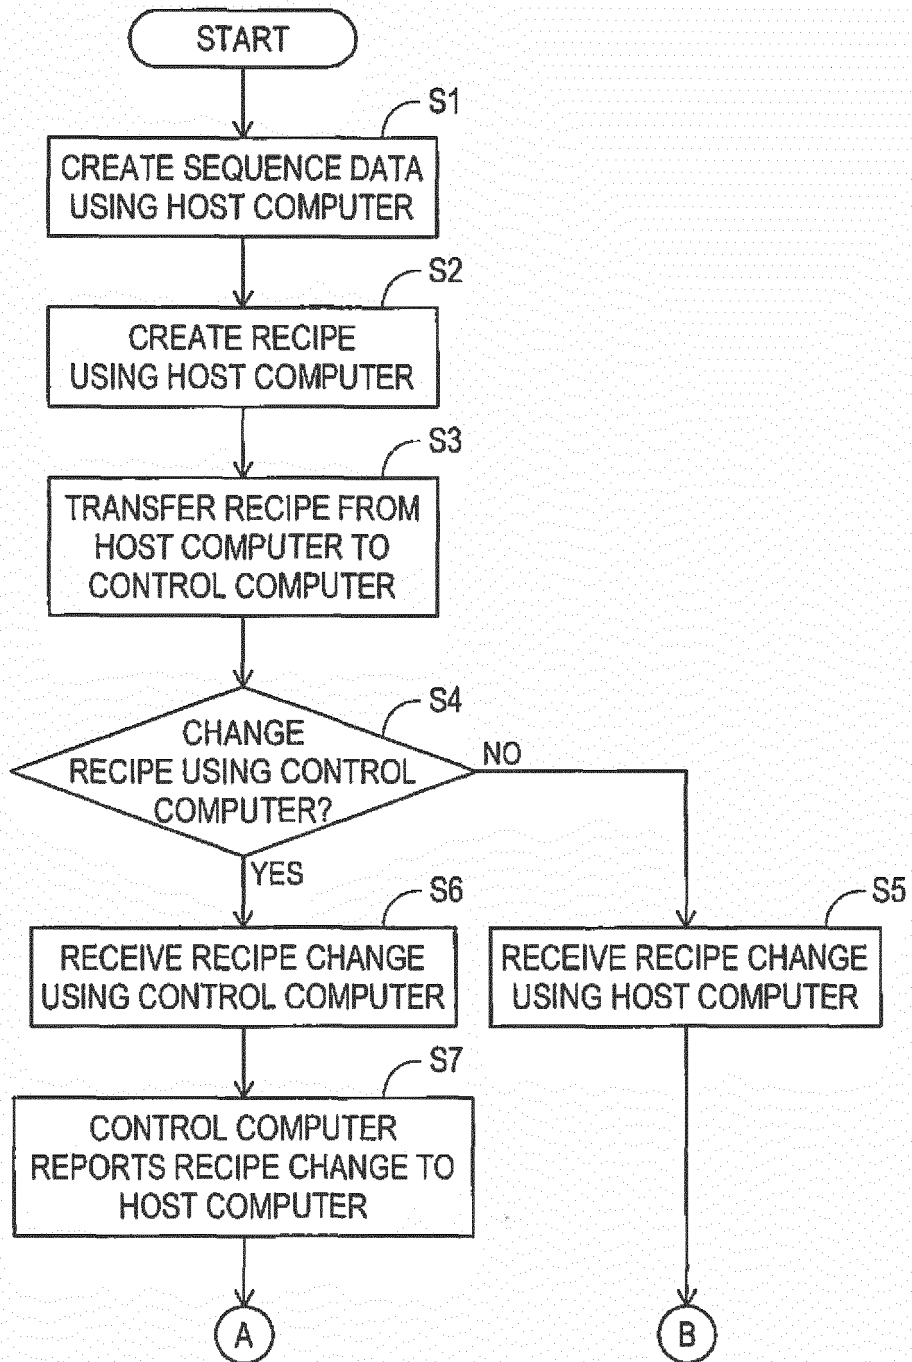 START
S1
CREATE SEQUENCE DATA
USING HOST COMPUTER
S2
CREATE RECIPE
USING HOST COMPUTER
S3
TRANSFER RECIPE FROM
HOST COMPUTER TO
CONTROL COMPUTER
S4
CHANGE
RECIPE USING CONTROL
COMPUTER?
NO
YES
S6
RECEIVE RECIPE CHANGE
USING CONTROL COMPUTER
S5
RECEIVE RECIPE CHANGE
USING HOST COMPUTER
S7
CONTROL COMPUTER
REPORTS RECIPE CHANGE TO
HOST COMPUTER
A
B